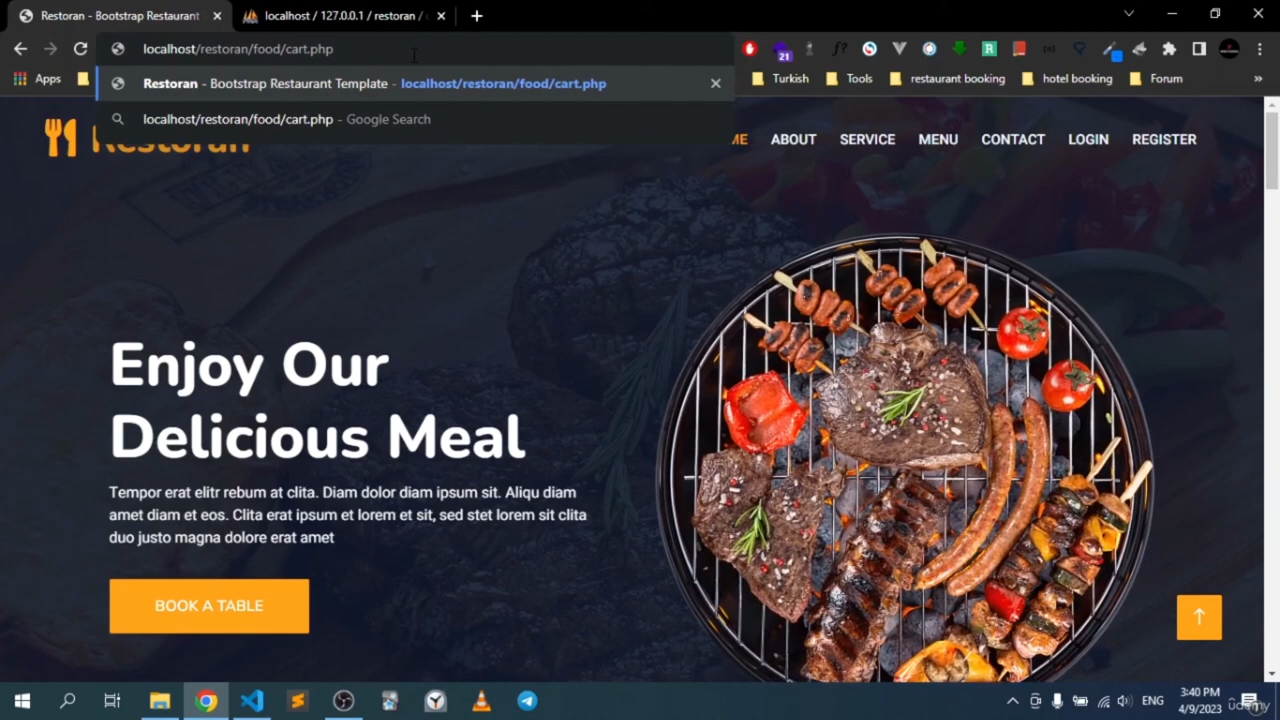 Restoran - Bootstrap Restaurant
localhost / 127.0.0.1 / restoran /
localhost/restoran/food/cart.php
21
Apps
Turkish
Tools
restaurant booking
hotel booking
Forum
»
Restoran - Bootstrap Restaurant Template - localhost/restoran/food/cart.php
localhost/restoran/food/cart.php - Google Search
Restoran
ME
ABOUT
SERVICE
MENU
CONTACT
LOGIN
REGISTER
Enjoy Our
Delicious Meal
Tempor erat elitr rebum at clita. Diam dolor diam ipsum sit. Aliqu diam
amet diam et eos. Clita erat ipsum et lorem et sit, sed stet lorem sit clita
duo justo magna dolore erat amet
BOOK A TABLE
ENG
3:40 PM
4/9/2023
udemy